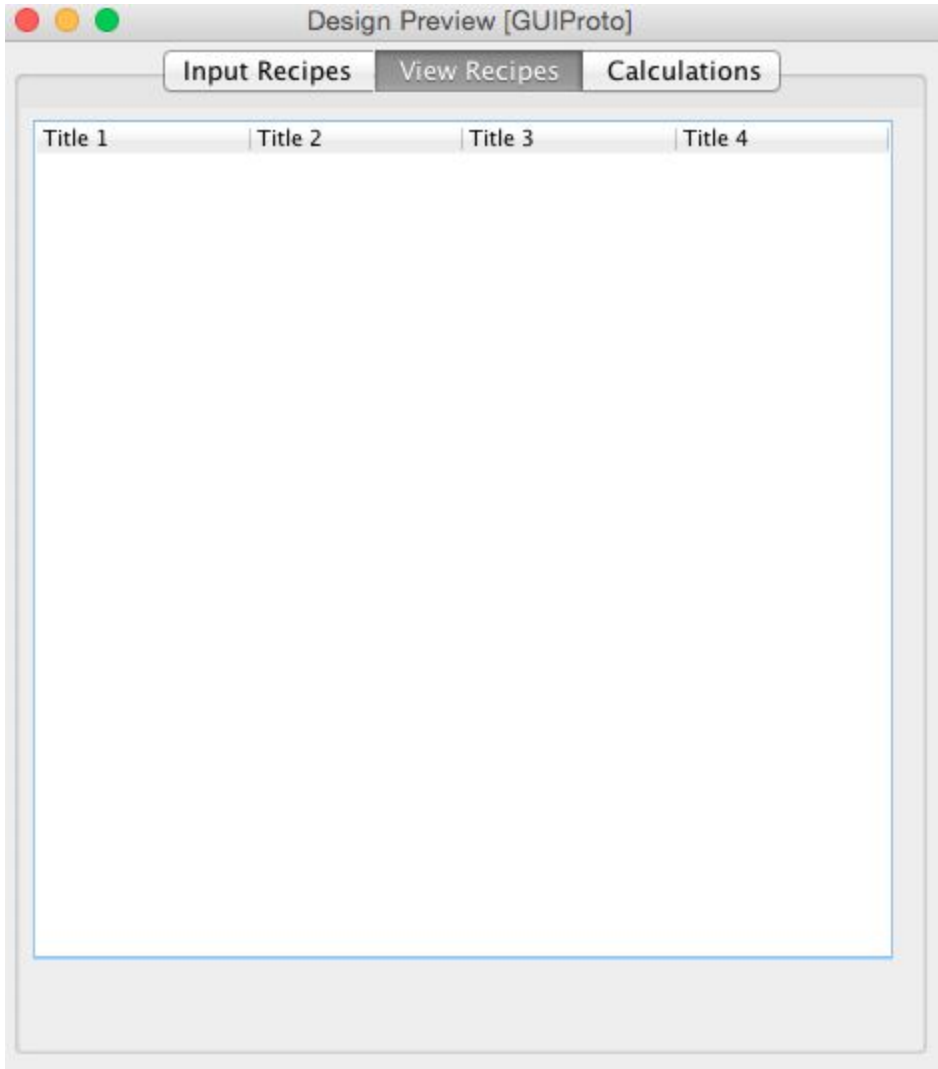 Design Preview [GUIProto]
Input Recipes View Recipes Calculations
Title 1 Title 2 Title 3 Title 4